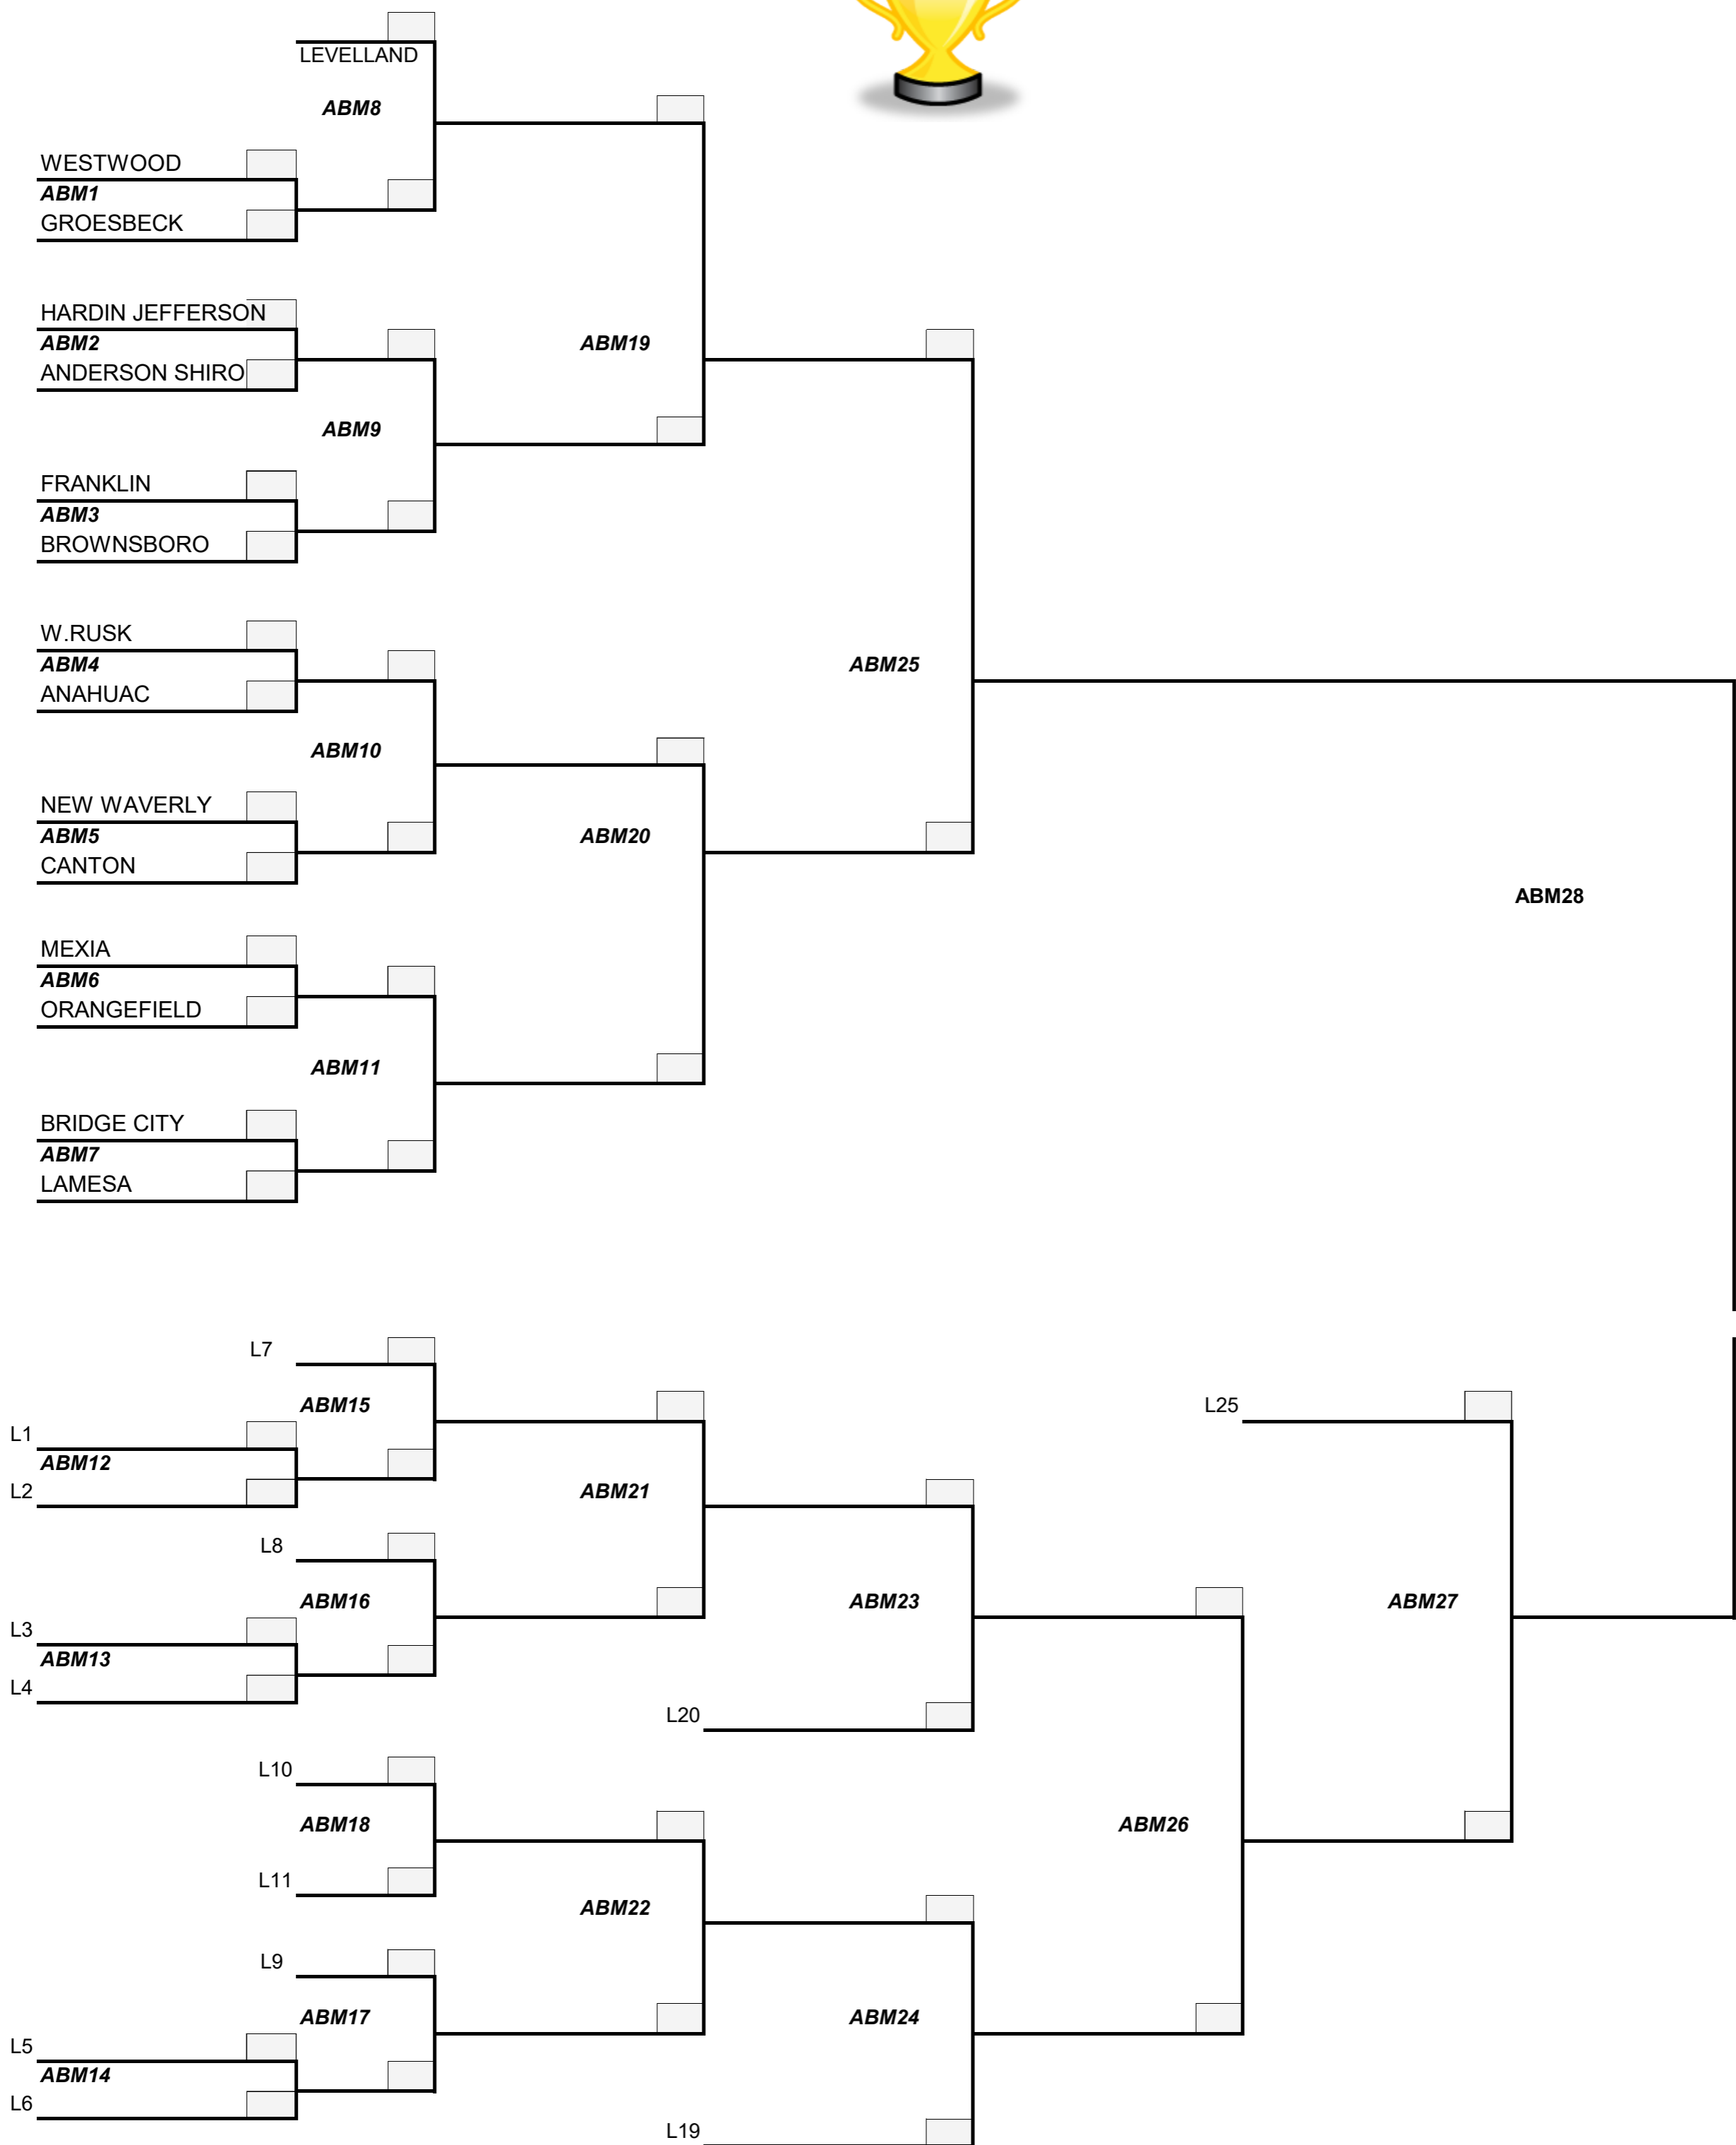 LEVELLAND
ABM8
WESTWOOD
ABM1
GROESBECK
HARDIN JEFFERSON
ABM2
ABM19
ANDERSON SHIRO
ABM9
FRANKLIN
ABM3
BROWNSBORO
W.RUSK
ABM4
ABM25
ANAHUAC
ABM10
NEW WAVERLY
ABM5
ABM20
CANTON
ABM28
MEXIA
ABM6
ORANGEFIELD
ABM11
BRIDGE CITY
ABM7
LAMESA
L7
ABM15
L25
L1
ABM12
L2
ABM21
L8
ABM16
ABM23
ABM27
L3
ABM13
L4
L20
L10
ABM18
ABM26
L11
ABM22
L9
ABM17
ABM24
L5
ABM14
L6
L19